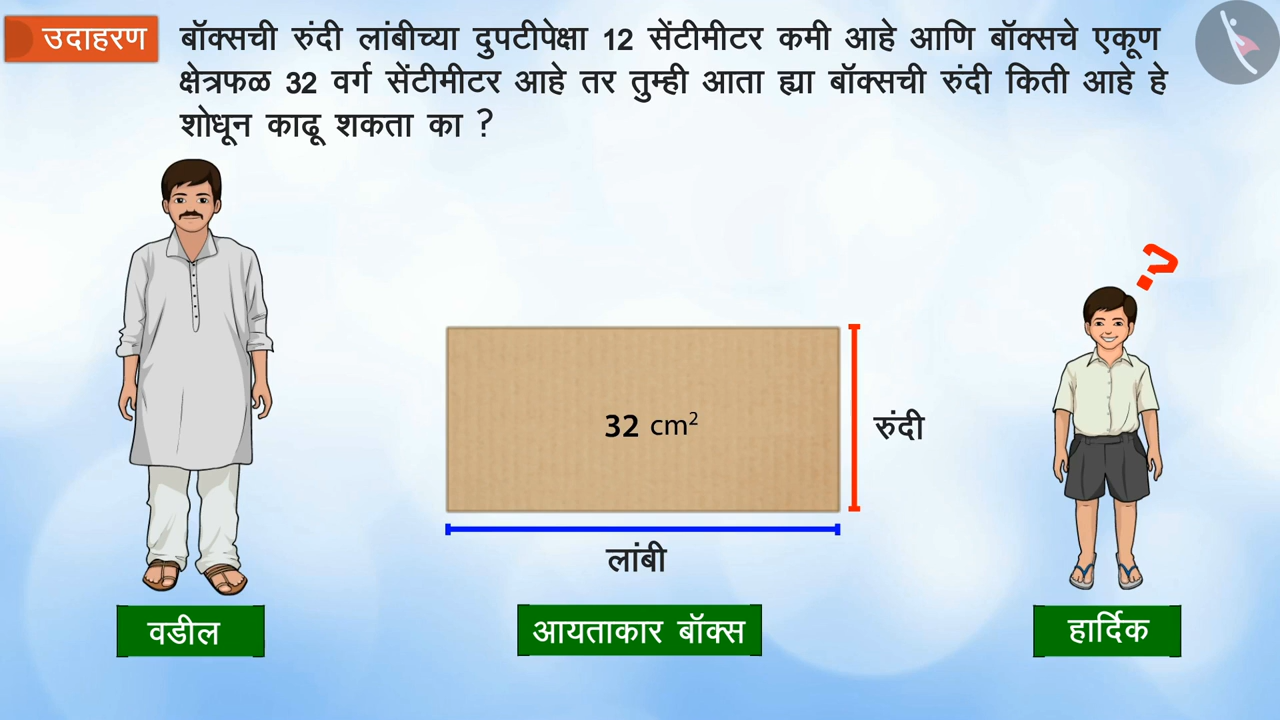 उदाहरण
बॉक्सची रुंदी लांबीच्या दुपटीपेक्षा 12 सेंटीमीटर कमी आहे आणि बॉक्सचे एकूण
क्षेत्रफळ 32 वर्ग सेंटीमीटर आहे तर तुम्ही आता ह्या बॉक्सची रुंदी किती आहे हे
शोधून काढू शकता का ?
?
32 cm²
रुंदी
लांबी
वडील
आयताकार बॉक्स
हार्दिक